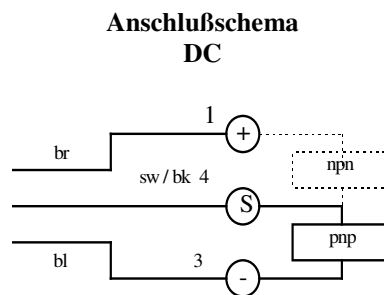 Anschlußschema
DC
1
+
br
npn
sw / bk 4
S
pnp
bl
3
-